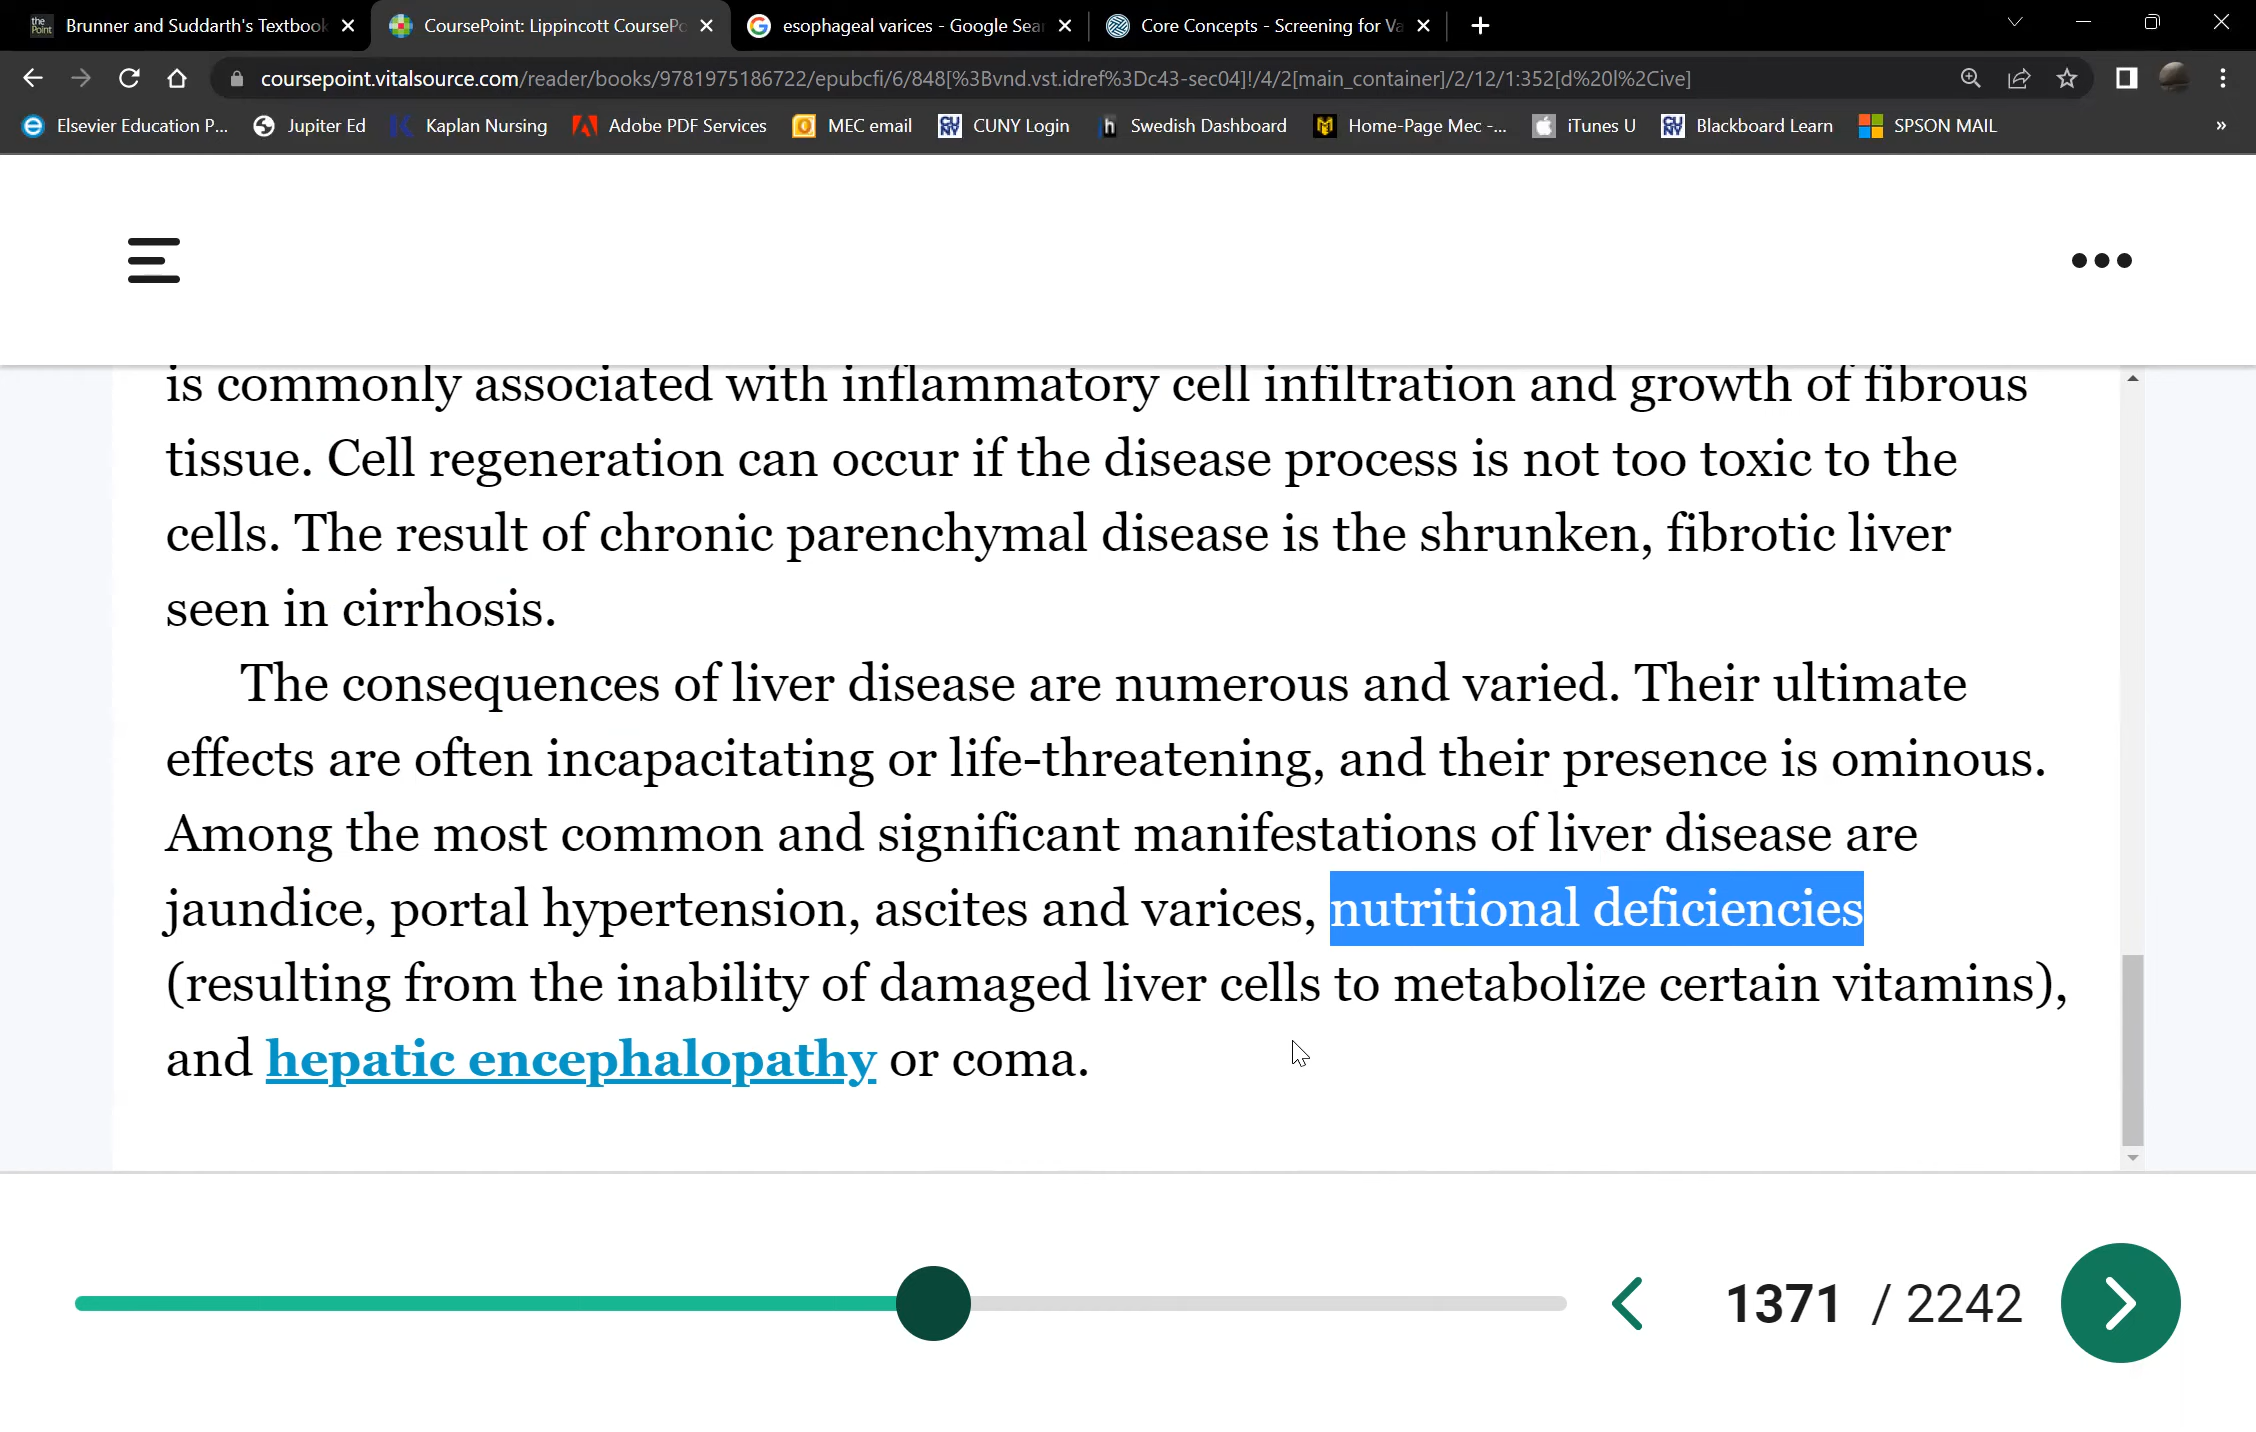 Brunner and Suddarth's Textbook
CoursePoint: Lippincott CoursePo
esophageal varices - Google Sear
Core Concepts - Screening for Va
coursepoint.vitalsource.com/reader/books/9781975186722/epubcfi/6/848[%3Bvnd.vst.idref%3Dc43-sec04]!/4/2[main_container]/2/12/1:352[d%20l%2Cive]
Elsevier Education P... Jupiter Ed Kaplan Nursing Adobe PDF Services MEC email CUNY Login Swedish Dashboard Home-Page Mec -... iTunes U Blackboard Learn SPSON MAIL »
is commonly associated with inflammatory cell infiltration and growth of fibrous
tissue. Cell regeneration can occur if the disease process is not too toxic to the
cells. The result of chronic parenchymal disease is the shrunken, fibrotic liver
seen in cirrhosis.
The consequences of liver disease are numerous and varied. Their ultimate
effects are often incapacitating or life-threatening, and their presence is ominous.
Among the most common and significant manifestations of liver disease are
jaundice, portal hypertension, ascites and varices, nutritional deficiencies
(resulting from the inability of damaged liver cells to metabolize certain vitamins),
and hepatic encephalopathy or coma.
1371 / 2242